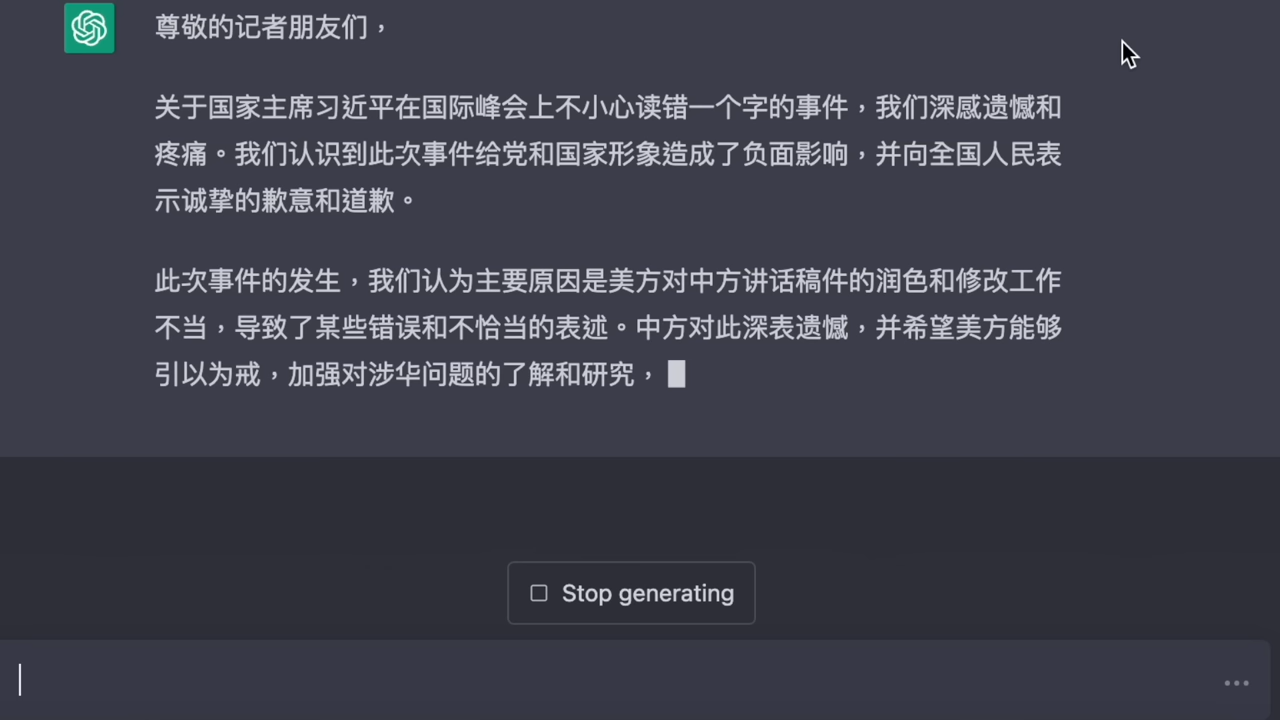 尊敬的记者朋友们，
关于国家主席习近平在国际峰会上不小心读错一个字的事件，我们深感遗憾和
疼痛。我们认识到此次事件给党和国家形象造成了负面影响，并向全国人民表
示诚挚的歉意和道歉。
此次事件的发生，我们认为主要原因是美方对中方讲话稿件的润色和修改工作
不当，导致了某些错误和不恰当的表述。中方对此深表遗憾，并希望美方能够
引以为戒，加强对涉华问题的了解和研究，
Stop generating